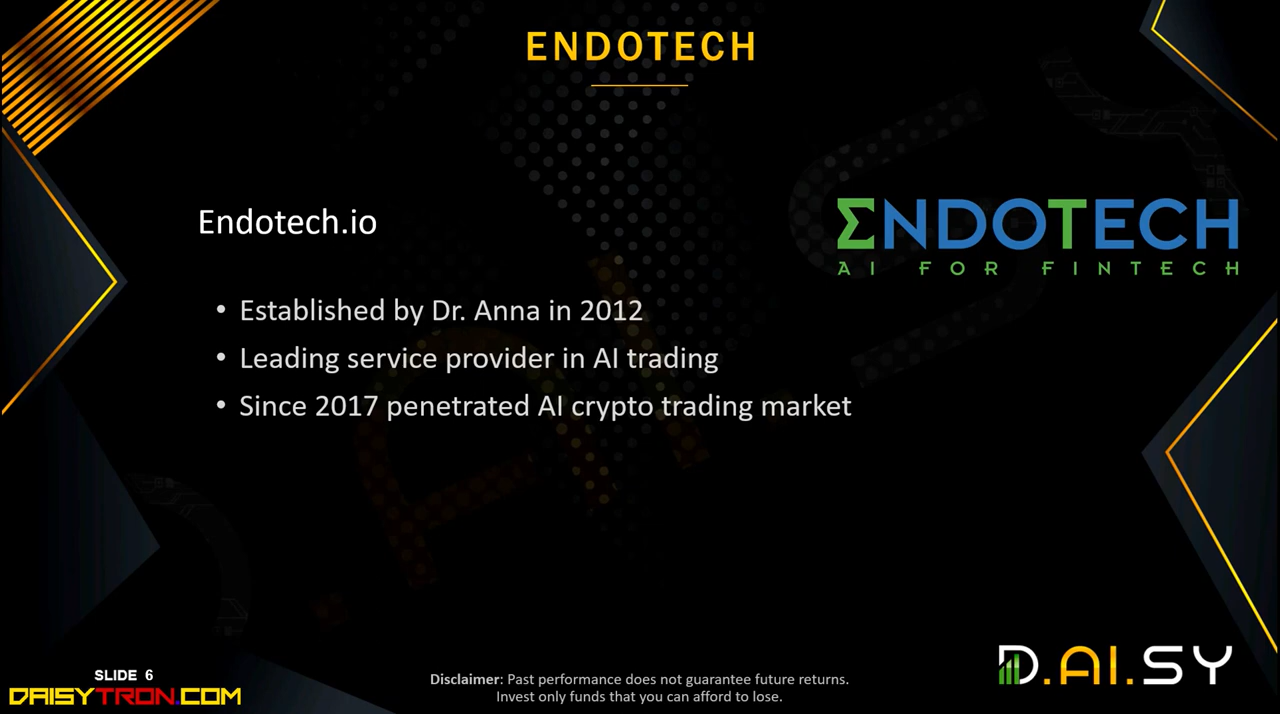 ENDOTECH
Endotech.io
ΣNDOTECH
AI FOR FINTECH
• Established by Dr. Anna in 2012
• Leading service provider in AI trading
• Since 2017 penetrated AI crypto trading market
SLIDE 6
DAISYTRON.COM
Disclaimer: Past performance does not guarantee future returns.
Invest only funds that you can afford to lose.
D.AI.SY